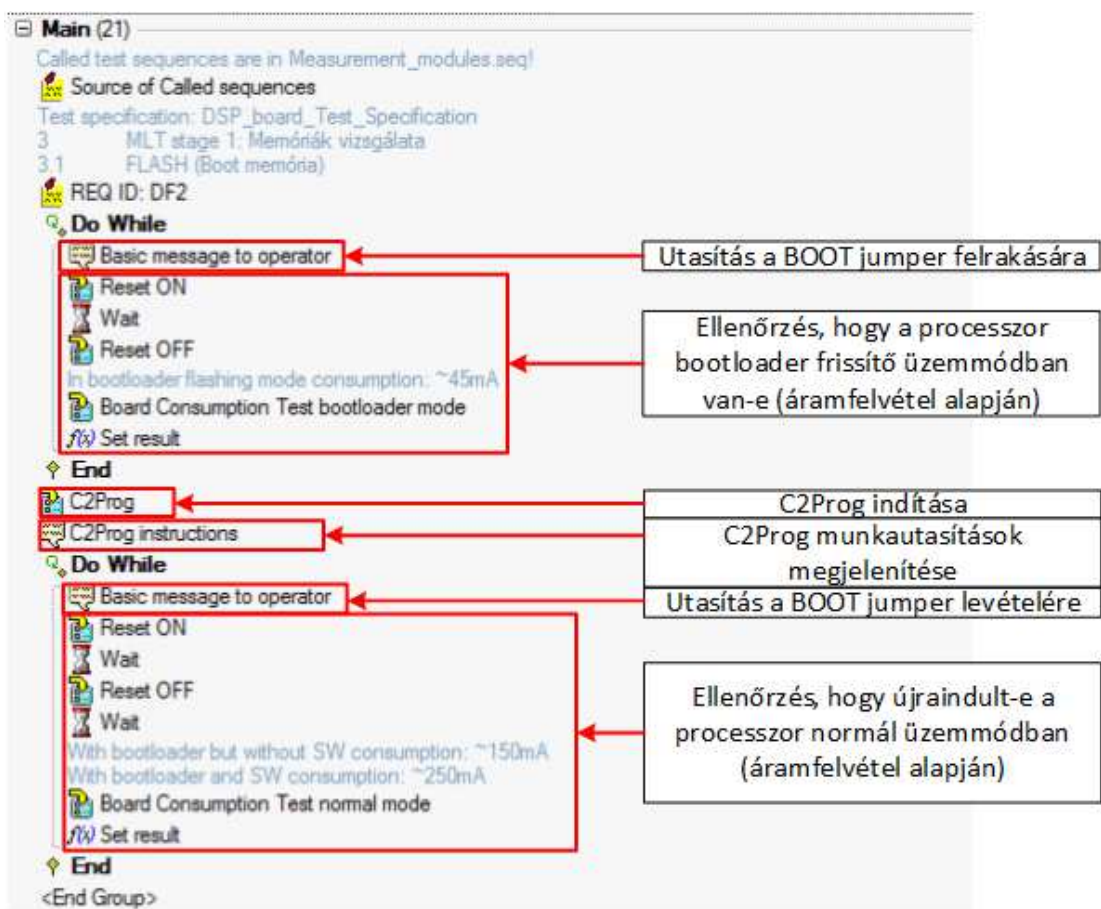 Main (21)
Called test sequences are in Measurement_modules.seq!
Source of Called sequences
Test specification: DSP_board_Test_Specification
3 MLT stage 1: Memóriák vizsgálata
3.1 FLASH (Boot memória)
REQ ID: DF2
Do While
Basic message to operator
Utasítás a BOOT jumper felrakására
Reset ON
Wait
Reset OFF
In bootloader flashing mode consumption: ~45mA
Board Consumption Test bootloader mode
f(x) Set result
Ellenőrzés, hogy a processzor
bootloader frissítő üzemmódban
van-e (áramfelvétel alapján)
End
C2Prog
C2Prog indítása
C2Prog instructions
C2Prog munkautasítások
megjelenítése
Do While
Basic message to operator
Utasítás a BOOT jumper levételére
Reset ON
Wait
Reset OFF
Wait
With bootloader but without SW consumption: ~150mA
With bootloader and SW consumption: ~250mA
Board Consumption Test normal mode
f(x) Set result
Ellenőrzés, hogy újraindult-e a
processzor normál üzemmódban
(áramfelvétel alapján)
End
<End Group>